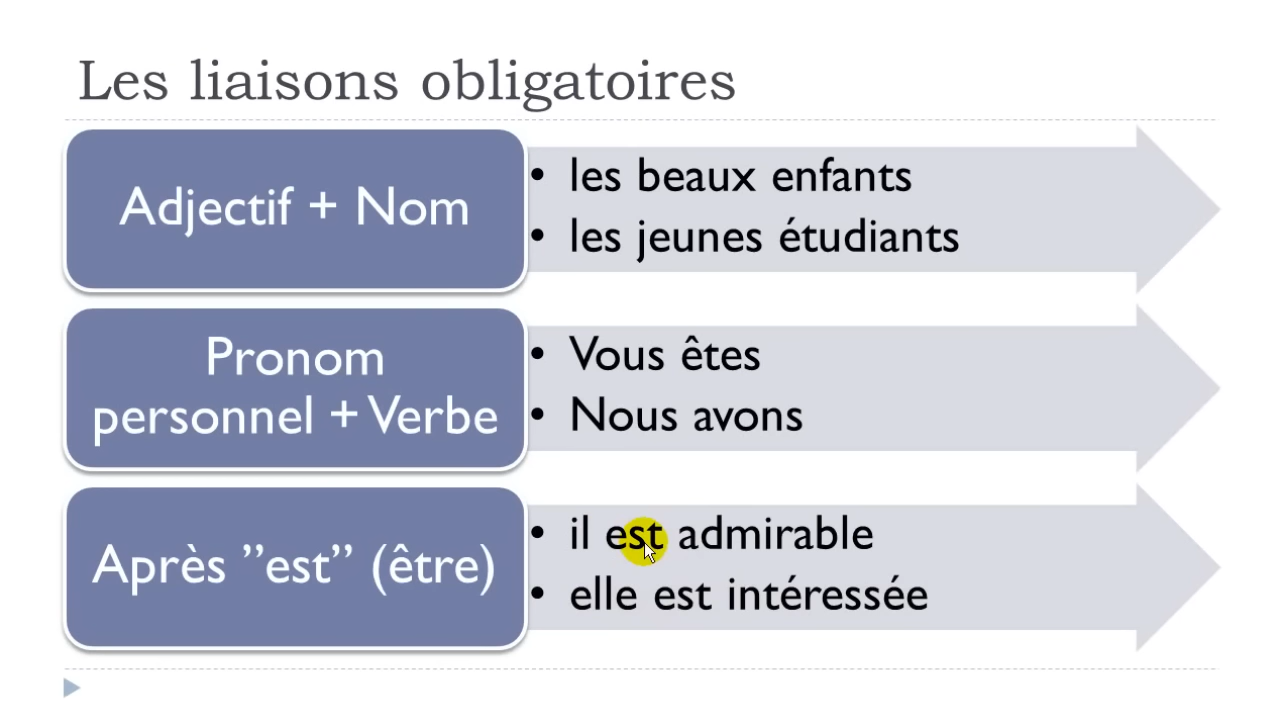 Les liaisons obligatoires
Adjectif + Nom
• les beaux enfants
• les jeunes étudiants
Pronom
personnel + Verbe
• Vous êtes
• Nous avons
Après ”est” (être)
• il est admirable
• elle est intéressée